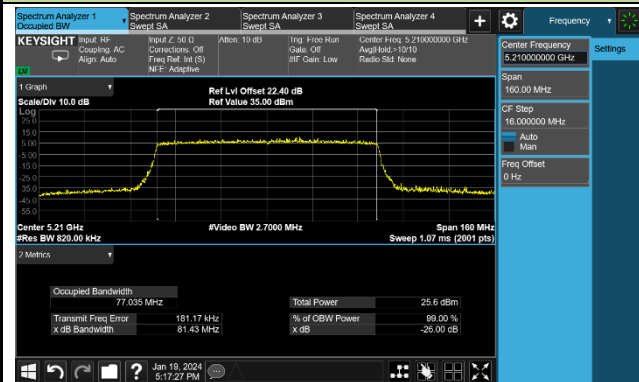 Spectrum Analyzer 1
Occupied BW
Spectrum Analyzer 2
Swept SA
Spectrum Analyzer 3
Swept SA
Spectrum Analyzer 4
Swept SA
+
Frequency
KEYSIGHT
Input: RF
Coupling: AC
Align: Auto
Input Z: 50 Ω
Corrections: Off
Freq Ref: Int (S)
NFE: Adaptive
Atten: 10 dB
Trig: Free Run
Gate: Off
#IF Gain: Low
Center Freq: 5.210000000 GHz
Avg|Hold:>10/10
Radio Std: None
Center Frequency
5.210000000 GHz
Settings
Span
160.00 MHz
CF Step
16.000000 MHz
Auto
Man
Freq Offset
0 Hz
1 Graph
Scale/Div 10.0 dB
Ref Lvl Offset 22.40 dB
Ref Value 35.00 dBm
Log
25.0
15.0
5.00
-5.00
-15.0
-25.0
-35.0
-45.0
-55.0
Center 5.21 GHz
#Res BW 820.00 kHz
#Video BW 2.7000 MHz
Span 160 MHz
Sweep 1.07 ms (2001 pts)
2 Metrics
Occupied Bandwidth
77.035 MHz
Total Power
25.6 dBm
Transmit Freq Error
181.17 kHz
% of OBW Power
99.00 %
x dB Bandwidth
81.43 MHz
x dB
-26.00 dB
?
Jan 19, 2024
5:17:27 PM